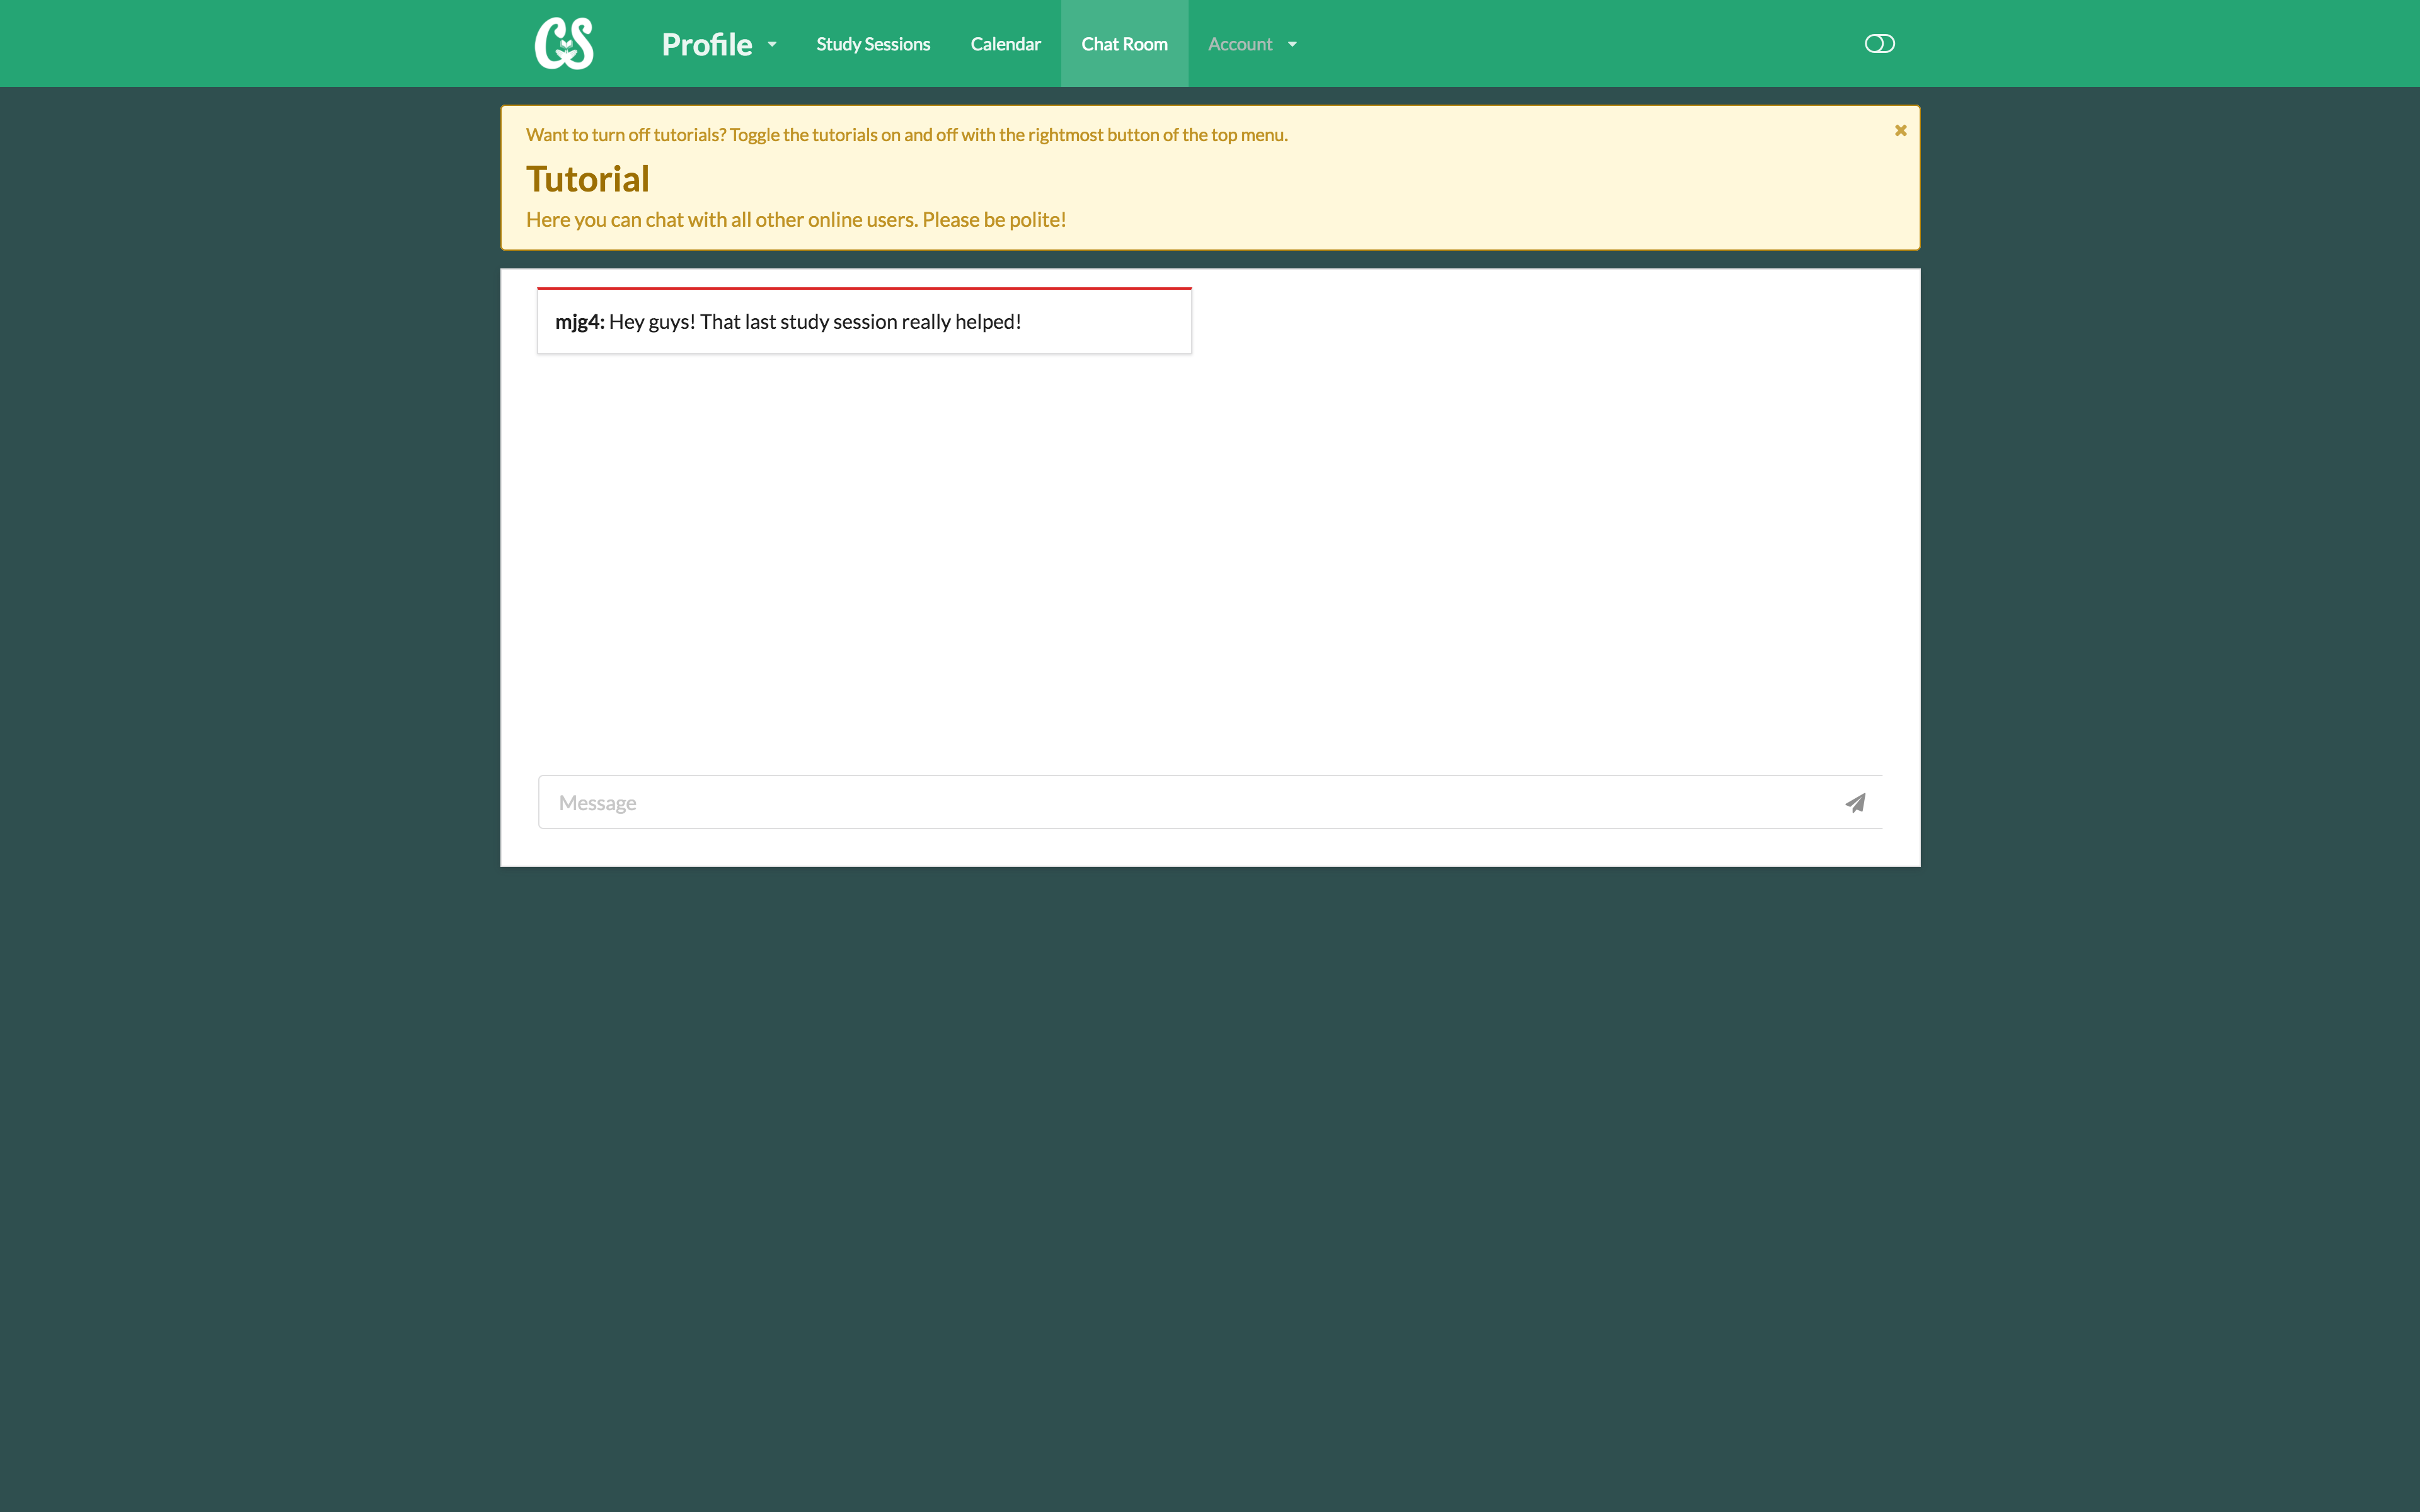 CS
Profile Study Sessions Calendar Chat Room Account
Want to turn off tutorials? Toggle the tutorials on and off with the rightmost button of the top menu.
Tutorial
Here you can chat with all other online users. Please be polite!
mjg4: Hey guys! That last study session really helped!
Message